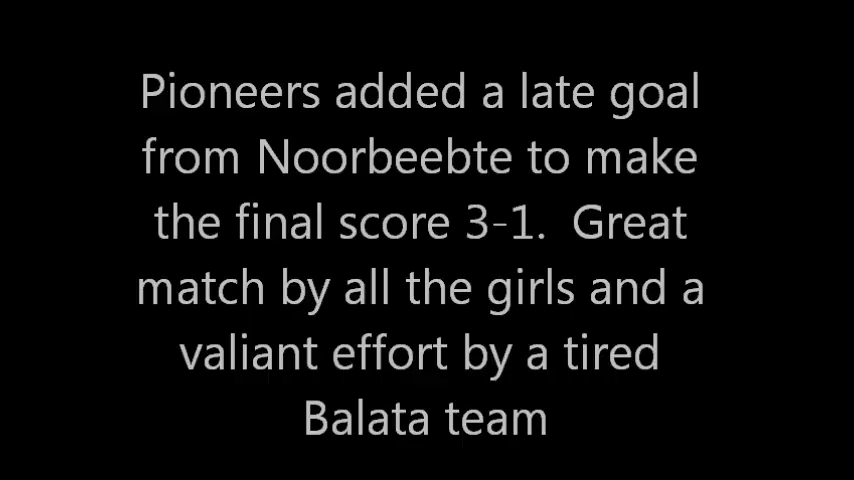 Pioneers added a late goal
from Noorbeebte to make
the final score 3-1.  Great
match by all the girls and a
valiant effort by a tired
Balata team